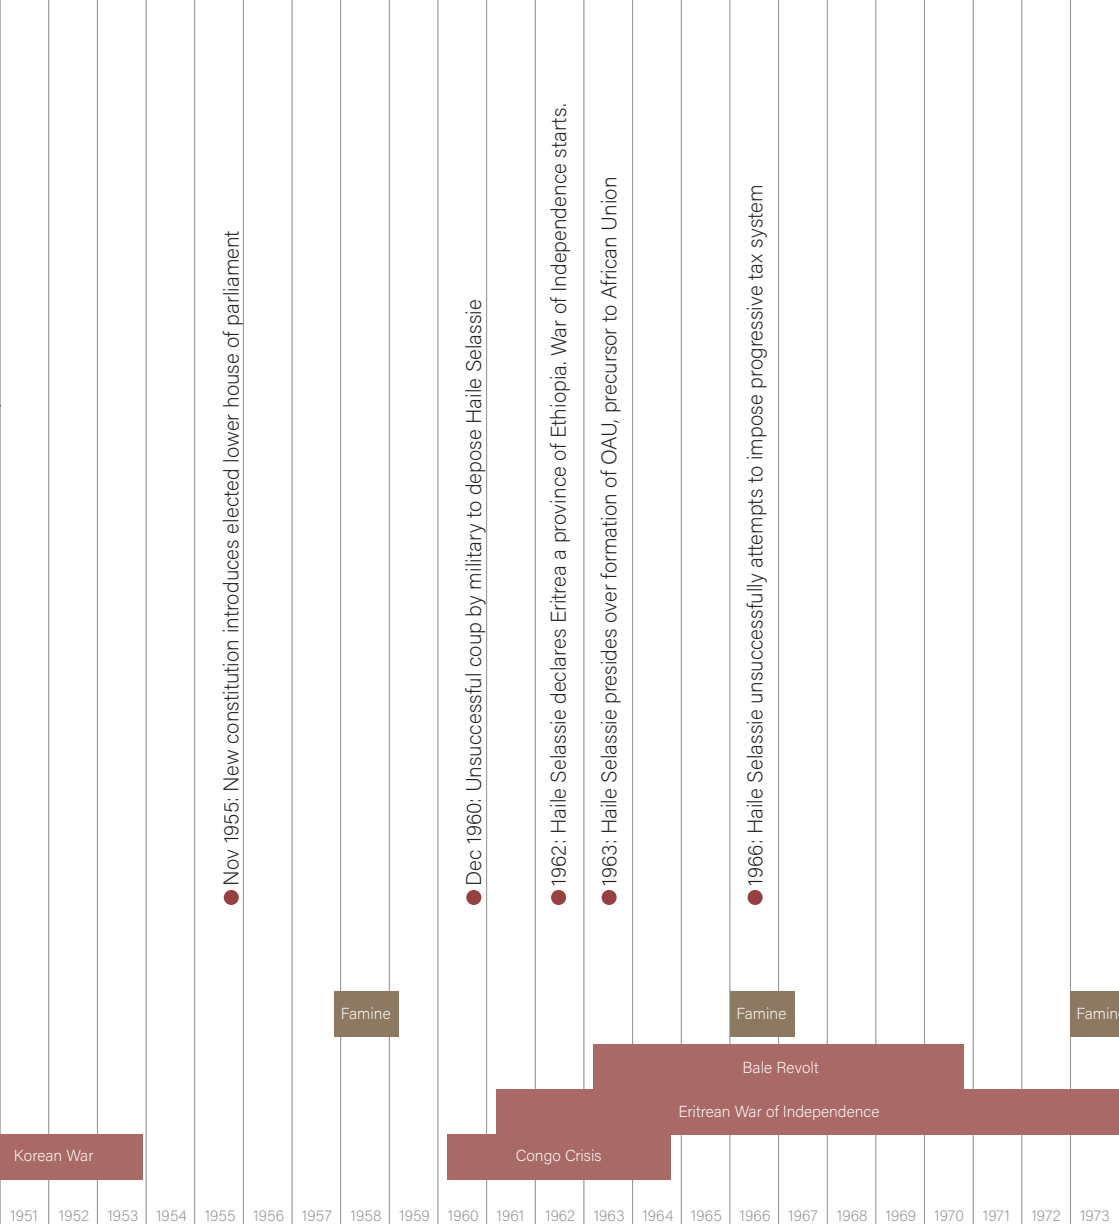 Nov 1955: New constitution introduces elected lower house of parliament
Dec 1960: Unsuccessful coup by military to depose Haile Selassie
1962: Haile Selassie declares Eritrea a province of Ethiopia. War of Independence starts.
1963: Haile Selassie presides over formation of OAU, precursor to African Union
1966: Haile Selassie unsuccessfully attempts to impose progressive tax system
Famine
Famine
Famin
Bale Revolt
Eritrean War of Independence
Korean War
Congo Crisis
1951 1952 1953 1954 1955 1956 1957 1958 1959 1960 1961 1962 1963 1964 1965 1966 1967 1968 1969 1970 1971 1972 1973